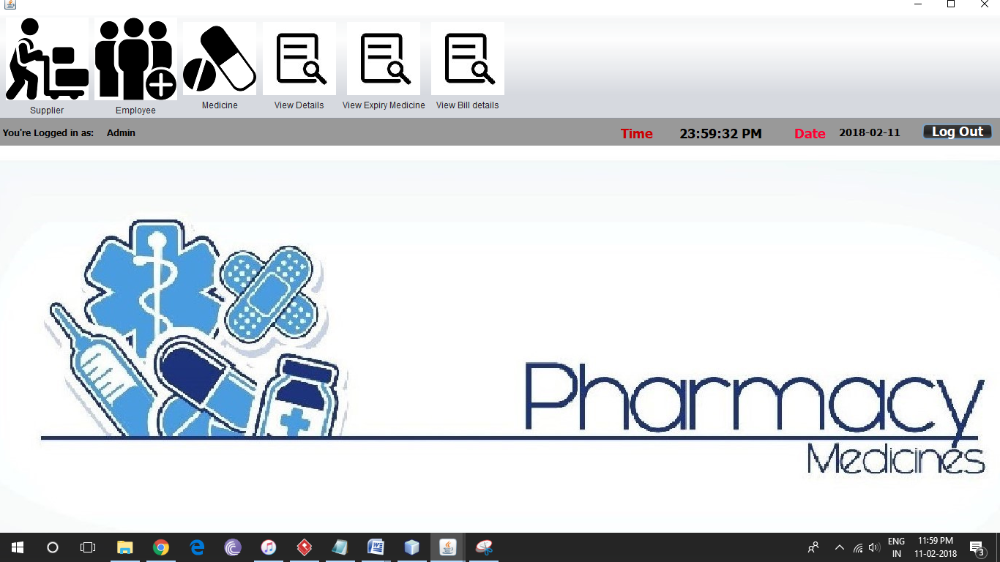 Supplier
Employee
Medicine
View Details
View Expiry Medicine
View Bill details
You're Logged in as: Admin
Time 23:59:32 PM Date 2018-02-11 Log Out
Pharmacy
Medicines
ENG 11:59 PM
IN 11-02-2018 3